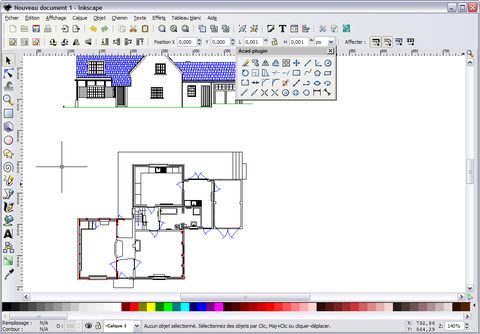 Nouveau document 1 - Inkscape
Fichier Édition Affichage Calque Objet Chemin Texte Effets Tableau Blanc Aide
Position X 0,000 Y 0,000 L 0,001 H 0,001 px Affecter :
Acad-plugin
Remplissage : N/A
Contour : N/A
O: 100
Calque 1
Aucun objet sélectionné. Sélectionnez des objets par Clic, Maj+Clic ou cliquer-déplacer.
X: 732,86
Y: 564,29
Z: 140%